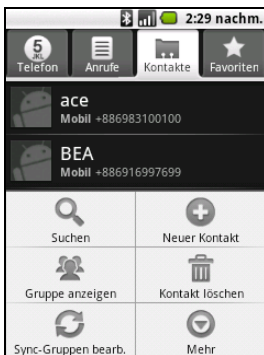 2:29 nachm.
5
JKL
Telefon Anrufe Kontakte Favoriten
ace
Mobil +886983100100
BEA
Mobil +886916997699
Suchen Neuer Kontakt
Gruppe anzeigen Kontakt löschen
Sync-Gruppen bearb. Mehr